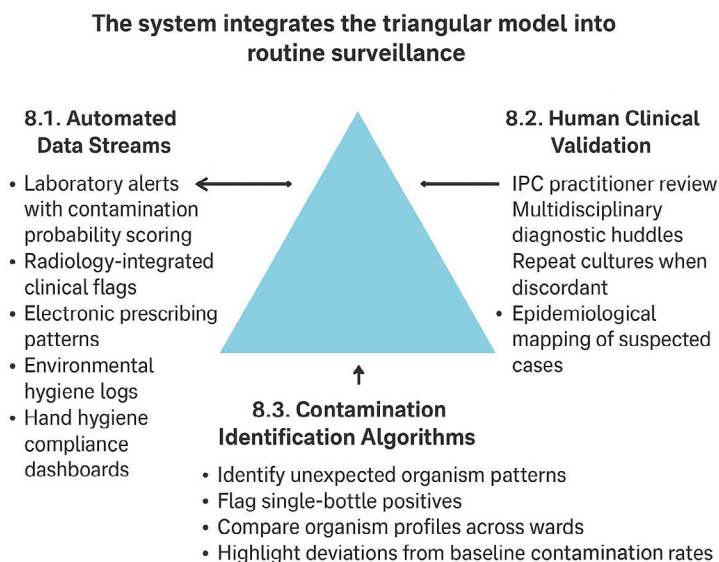 The system integrates the triangular model into
routine surveillance
8.1. Automated
Data Streams
• Laboratory alerts
with contamination
probability scoring
• Radiology-integrated
clinical flags
• Electronic prescribing
patterns
• Environmental
hygiene logs
• Hand hygiene
compliance
dashboards
8.2. Human Clinical
Validation
IPC practitioner review
Multidisciplinary
diagnostic huddles
Repeat cultures when
discordant
• Epidemiological
mapping of suspected
cases
8.3. Contamination
Identification Algorithms
• Identify unexpected organism patterns
• Flag single-bottle positives
• Compare organism profiles across wards
• Highlight deviations from baseline contamination rates